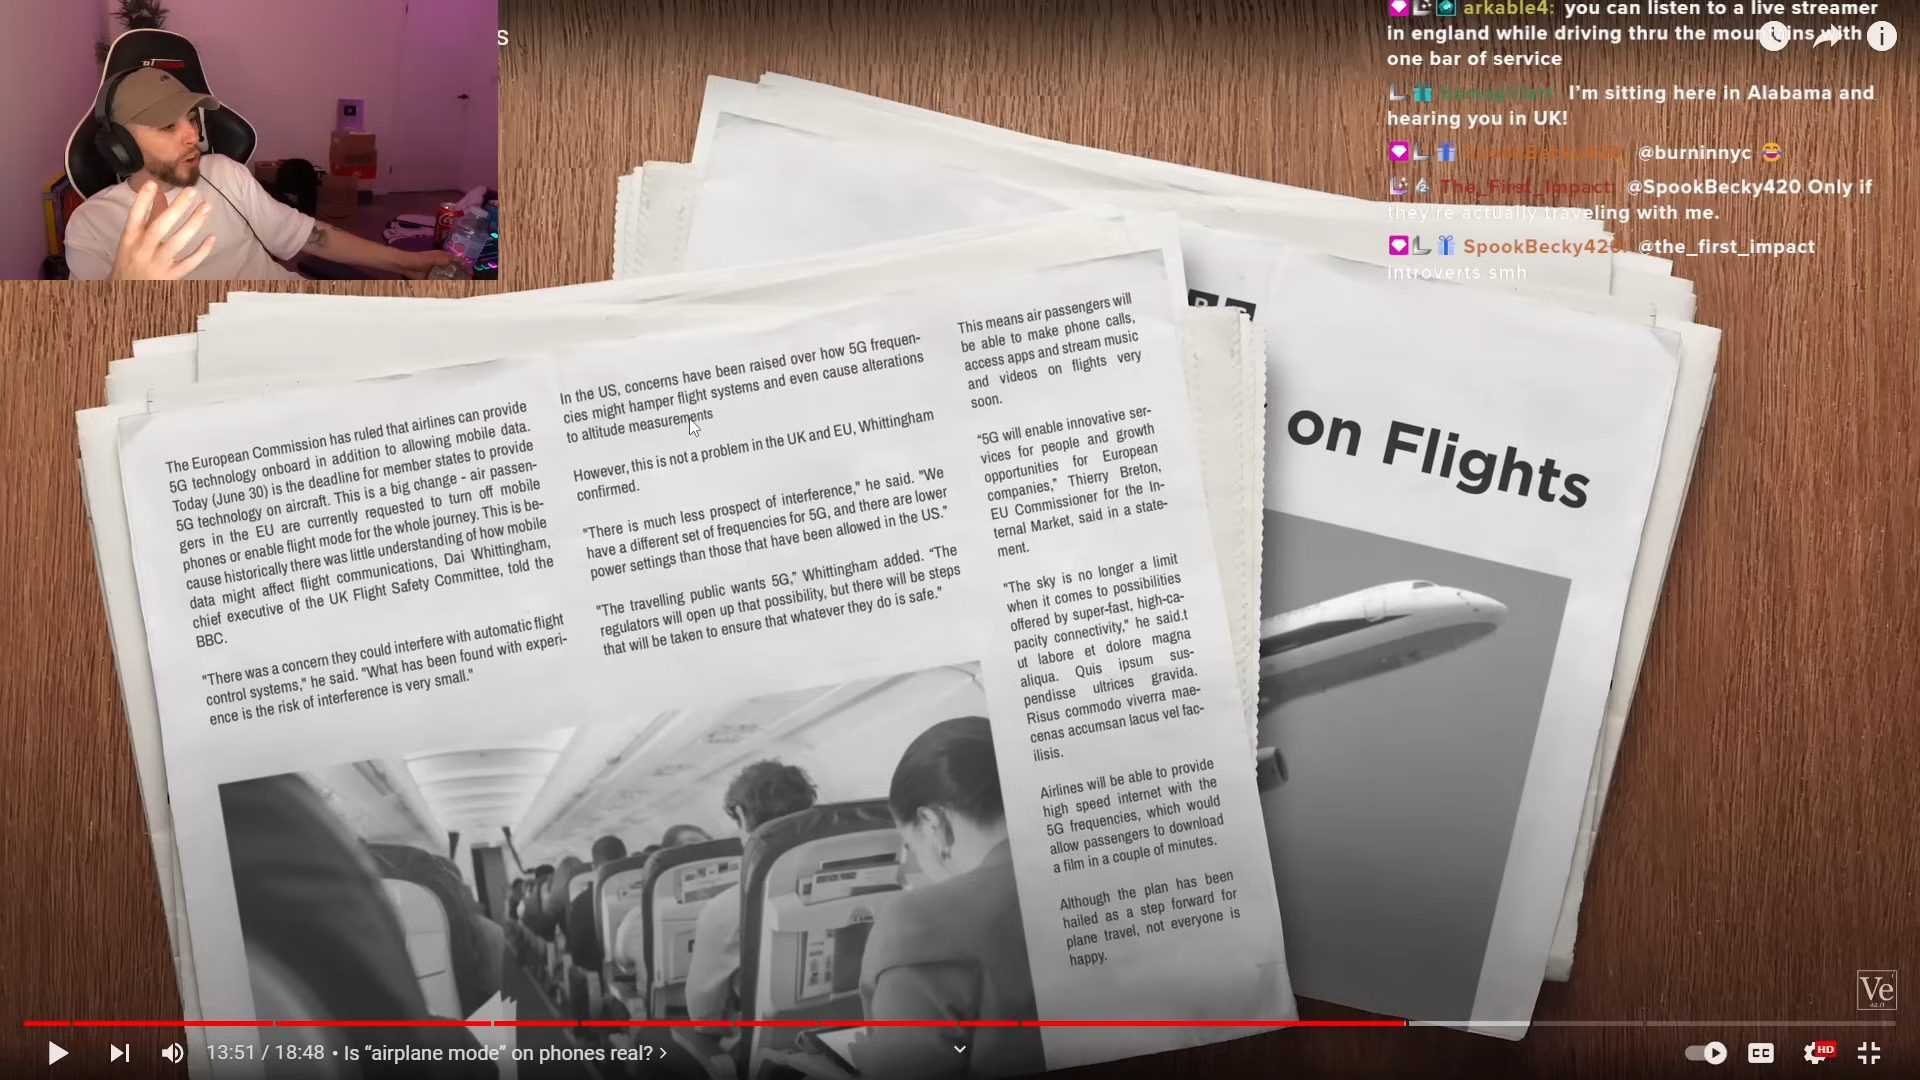 S
arkable4: you can listen to a live streamer
in england while driving thru the mountains with
one bar of service
I'm sitting here in Alabama and
hearing you in UK!
SpookBecky420: @burninnyc
The_First_Impact: @SpookBecky420 Only if
they're actually traveling with me.
SpookBecky420: @the_first_impact
introverts smh
The European Commission has ruled that airlines can provide
5G technology onboard in addition to allowing mobile data.
Today (June 30) is the deadline for member states to provide
5G technology on aircraft. This is a big change - air passen-
gers in the EU are currently requested to turn off mobile
phones or enable flight mode for the whole journey. This is be-
cause historically there was little understanding of how mobile
data might affect flight communications, Dai Whittingham,
chief executive of the UK Flight Safety Committee, told the
BBC.
"There was a concern they could interfere with automatic flight
control systems," he said. "What has been found with experi-
ence is the risk of interference is very small."
In the US, concerns have been raised over how 5G frequen-
cies might hamper flight systems and even cause alterations
to altitude measurements
However, this is not a problem in the UK and EU, Whittingham
confirmed.
"There is much less prospect of interference," he said. "We
have a different set of frequencies for 5G, and there are lower
power settings than those that have been allowed in the US."
"The travelling public wants 5G," Whittingham added. "The
regulators will open up that possibility, but there will be steps
that will be taken to ensure that whatever they do is safe."
This means air passengers will
be able to make phone calls,
access apps and stream music
and videos on flights very
soon.
"5G will enable innovative ser-
vices for people and growth
opportunities for European
companies," Thierry Breton,
EU Commissioner for the In-
ternal Market, said in a state-
ment.
"The sky is no longer a limit
when it comes to possibilities
offered by super-fast, high-ca-
pacity connectivity," he said.t
ut labore et dolore magna
aliqua. Quis ipsum sus-
pendisse ultrices gravida.
Risus commodo viverra mae-
cenas accumsan lacus vel fac-
ilisis.
Airlines will be able to provide
high speed internet with the
5G frequencies, which would
allow passengers to download
a film in a couple of minutes.
Although the plan has been
hailed as a step forward for
plane travel, not everyone is
happy.
on Flights
Ve
13:51 / 18:48 • Is “airplane mode” on phones real? >
CC
HD